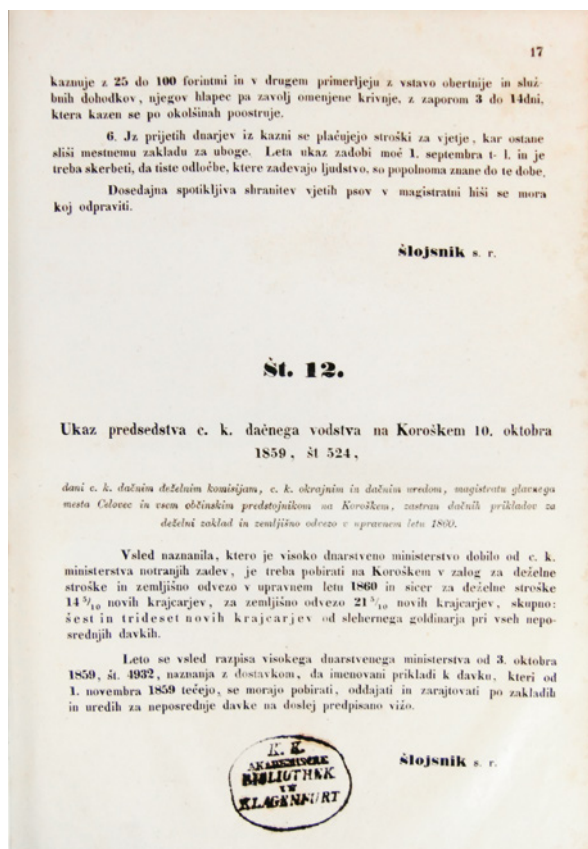 17
kaznuje z 25 do 100 forintmi in v drugem primerljeju z vstavo obertnije in služ-
bnih dohodkov, njegov hlapec pa zavolj omenjene krivnje, z zaporom 3 do 14dni,
ktera kazen se po okolšinah poostruje.
6. Jz prijetih dnarjev iz kazni se plačujejo stroški za vjetje, kar ostane
sliši mestnemu zakladu za uboge. Leta ukaz zadobi moč 1. septembra t- l. in je
treba skerbeti, da tiste odločbe, ktere zadevajo ljudstvo, so popolnoma znane do te dobe.
Dosedajna spotikljiva shranitev vjetih psov v magistratni hiši se mora
koj odpraviti.
Šlojsnik s. r.
Št. 12.
Ukaz predsedstva c. k. dačnega vodstva na Koroškem 10. oktobra
1859, št 524,
dani c. k. dačnim deželnim komisijam, c. k. okrajnim in dačnim uredom, magistratu glavnega
mesta Celovec in vsem občinskim predstojnikom na Koroškem, zastran dačnih prikladov za
deželni zaklad in zemljišno odvezo v upravnem letu 1860.
Vsled naznanila, ktero je visoko dnarstveno ministerstvo dobilo od c. k.
ministerstva notranjih zadev, je treba pobirati na Koroškem v zalog za deželne
stroške in zemljišno odvezo v upravnem letu 1860 in sicer za deželne stroške
14 5/10 novih krajcarjev, za zemljišno odvezo 21 5/10 novih krajcarjev, skupno:
šest in trideset novih krajcarjev od slehernega goldinarja pri vseh nepo-
srednjih davkih.
Leto se vsled razpisa visokega dnarstvenega ministerstva od 3. oktobra
1859, št. 4932, naznanja z dostavkom, da imenovani prikladi k davku, kteri od
1. novembra 1859 tečejo, se morajo pobirati, oddajati in zarajtovati po zakladih
in uredih za neposrednje davke na doslej predpisano vižo.
Šlojsnik s. r.
K. K.
AKADEMISCHE
BIBLIOTHEK
IN
KLAGENFURT